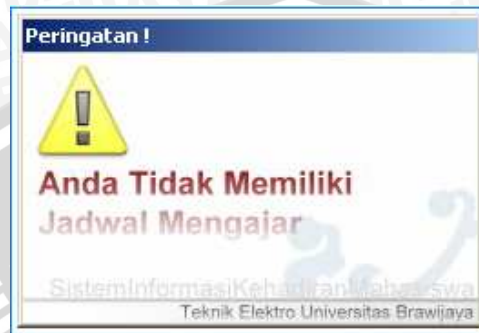 Peringatan !
Anda Tidak Memiliki
Jadwal Mengajar
SistemInformasiKehadiranMahasiswa
Teknik Elektro Universitas Brawijaya